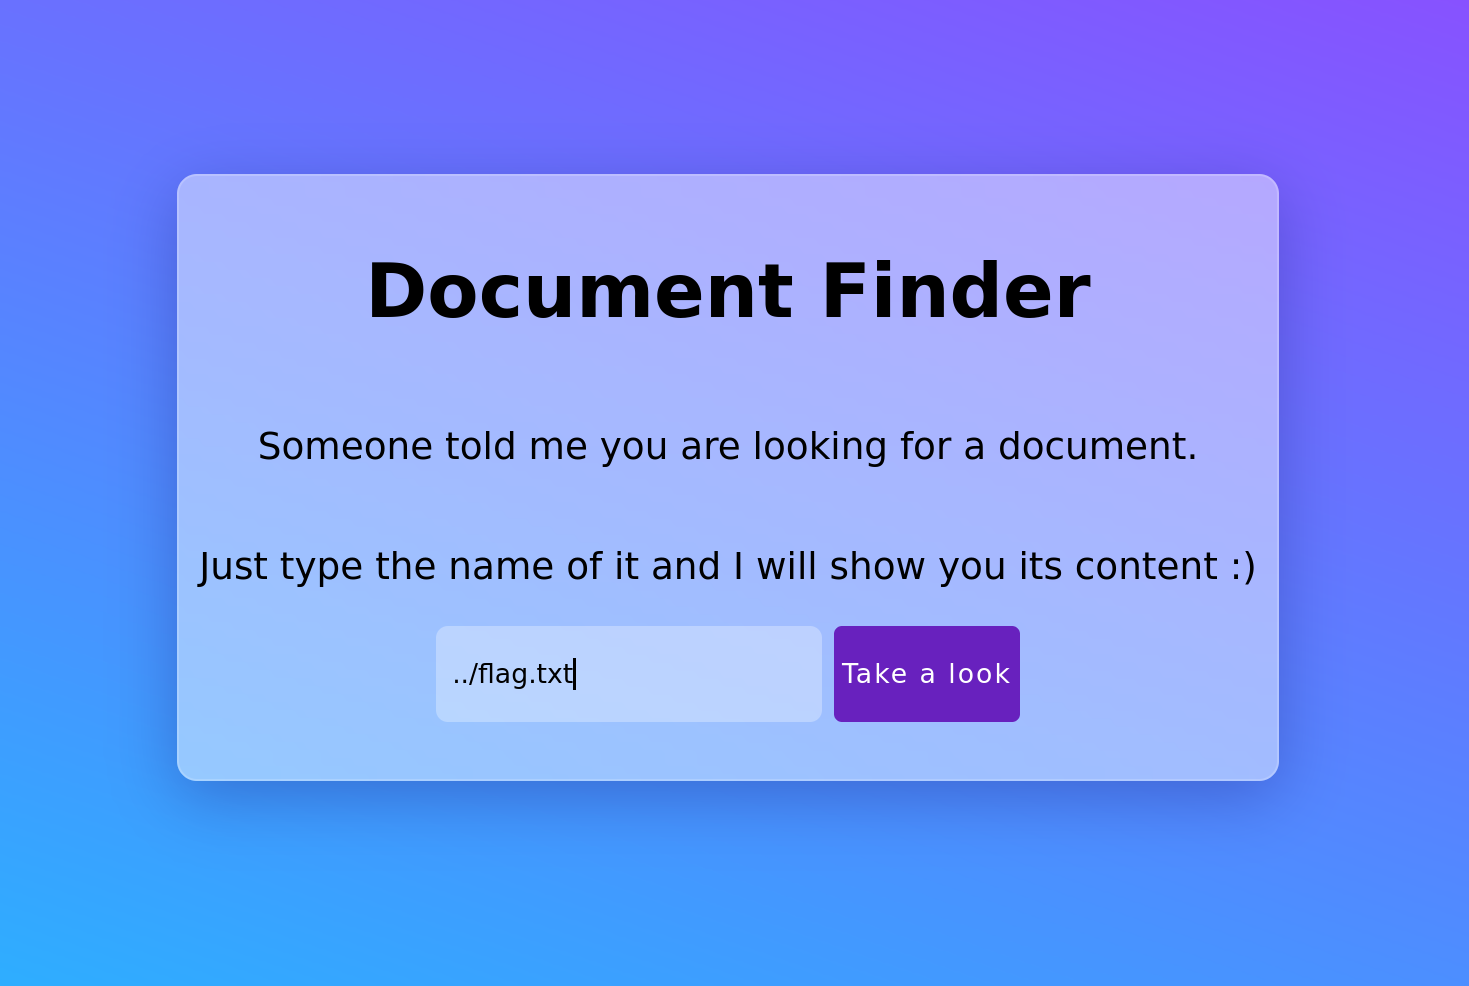 Document Finder
Someone told me you are looking for a document.
Just type the name of it and I will show you its content :)
../flag.txt
Take a look